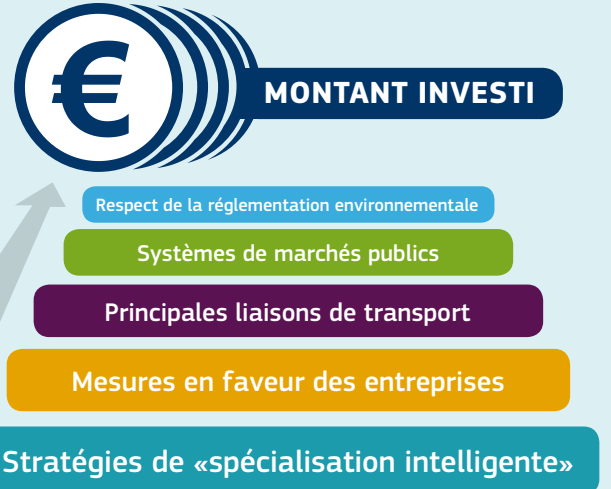 €
MONTANT INVESTI
Respect de la réglementation environnementale
Systèmes de marchés publics
Principales liaisons de transport
Mesures en faveur des entreprises
Stratégies de «spécialisation intelligente»